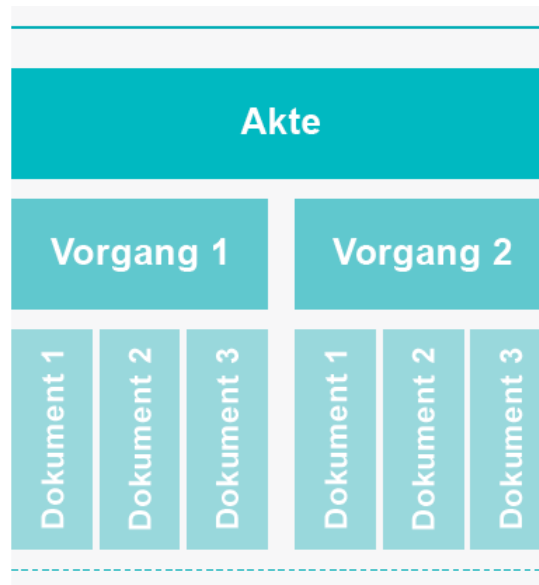 Akte
Vorgang 1
Vorgang 2
Dokument 1
Dokument 2
Dokument 3
Dokument 1
Dokument 2
Dokument 3